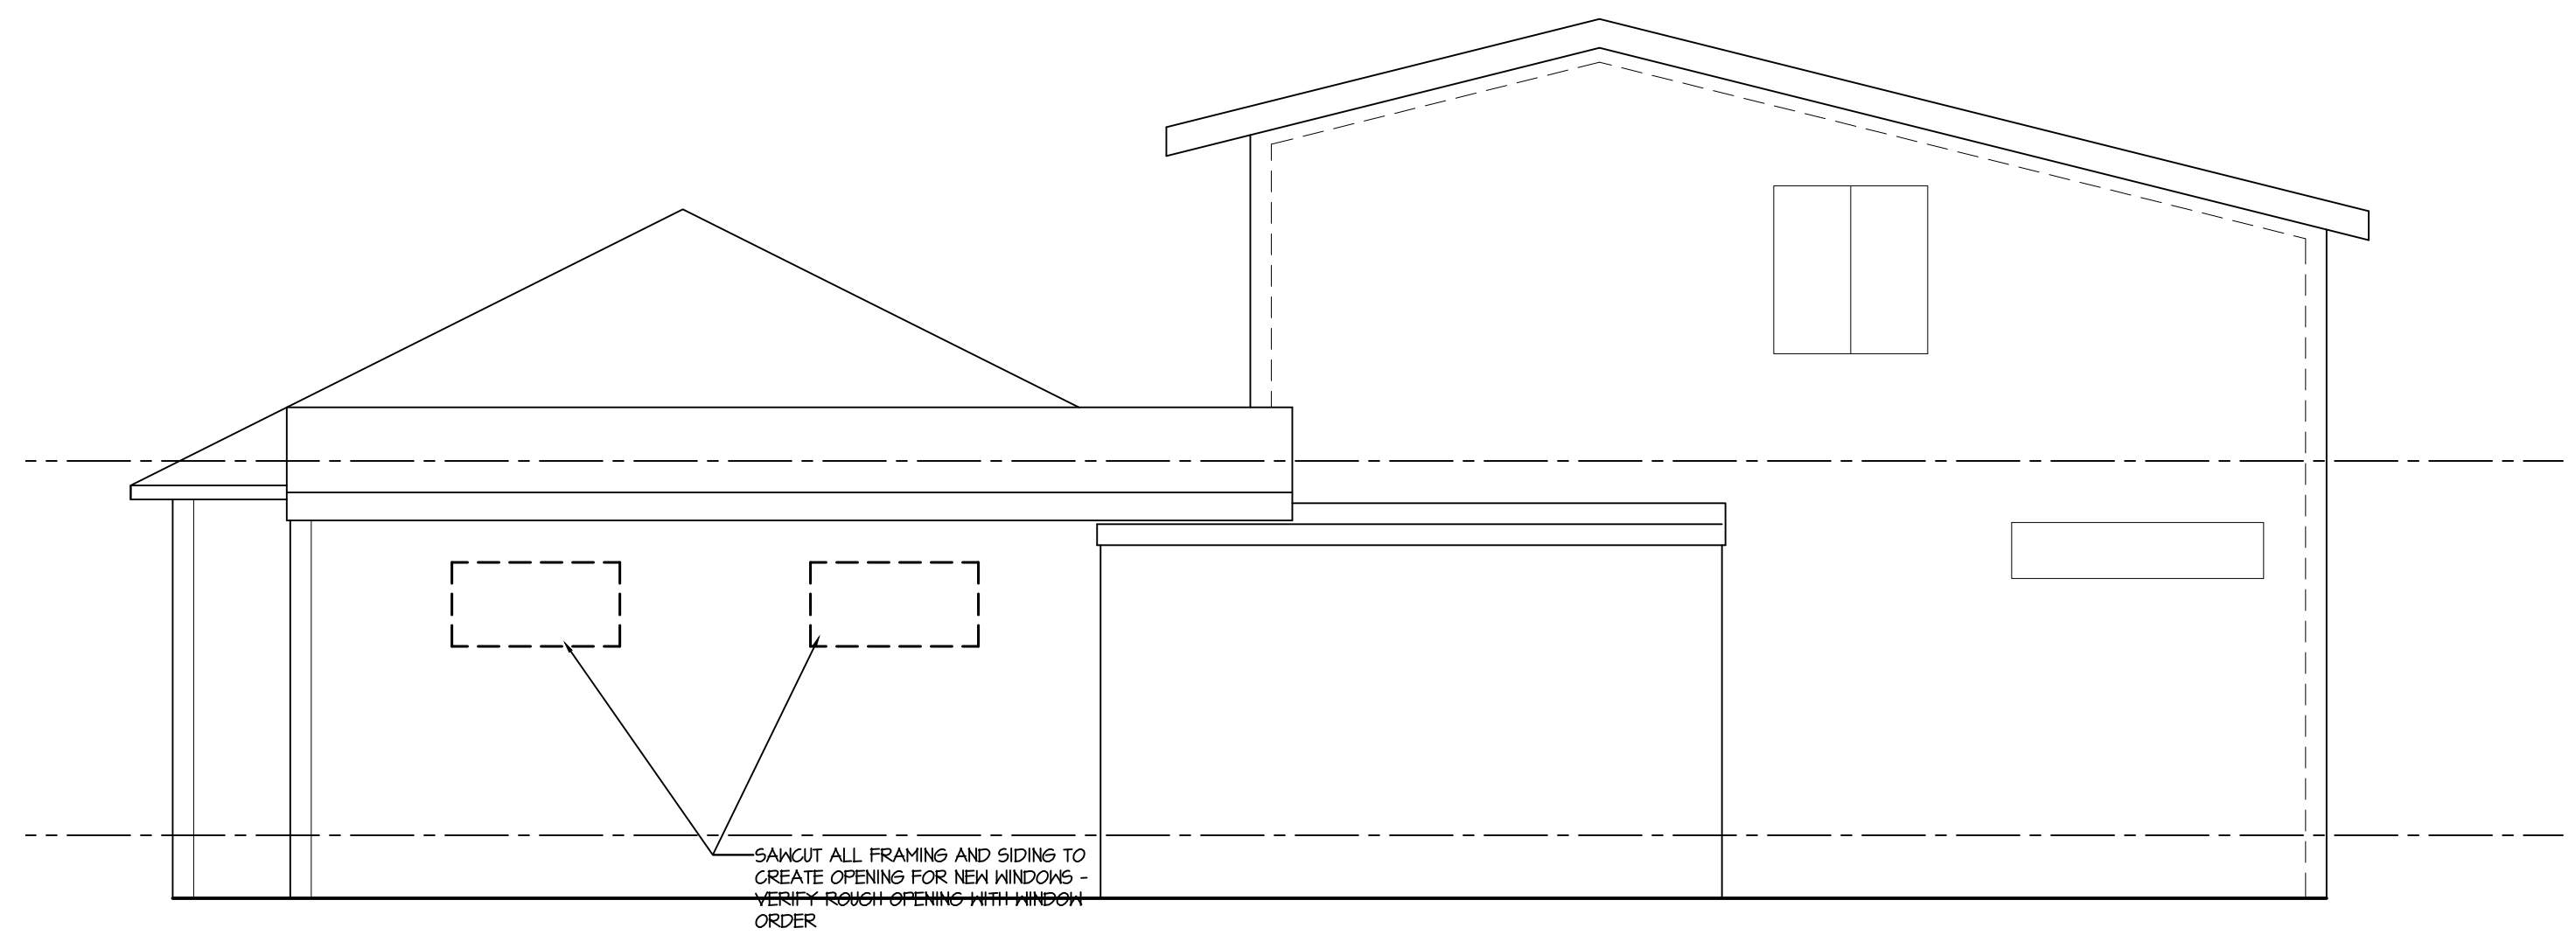 SAWCUT ALL FRAMING AND SIDING TO
CREATE OPENING FOR NEW WINDOWS -
VERIFY ROUGH OPENING WITH WINDOW
ORDER